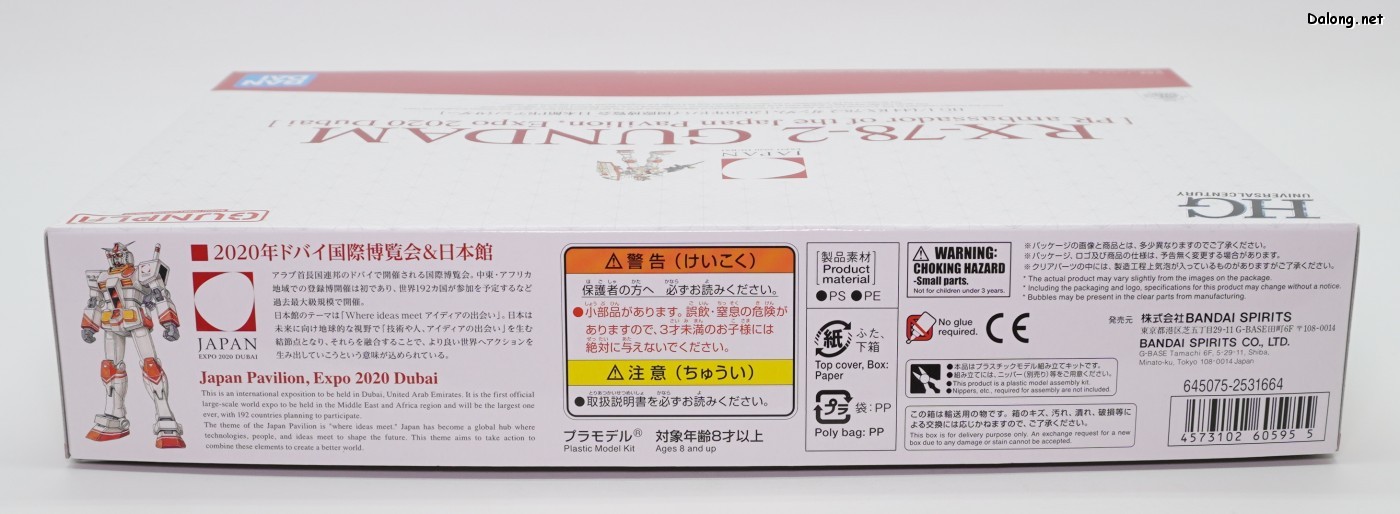 Dalong.net
BAN
DAI
[ PR ambassador of the Japan Pavilion, Expo 2020 Dubai ]
RX-78-2 GUNDAM
JAPAN
GUNPLA
HG
UNIVERSAL CENTURY
■2020年ドバイ国際博覧会&日本館
アラブ首長国連邦のドバイで開催される国際博覧会。中東・アフリカ
地域での登録博開催は初であり、世界192カ国が参加を予定するなど
過去最大級規模で開催。
日本館のテーマは「Where ideas meet アイディアの出会い」。日本は
未来に向け地球的な視野で「技術や人、アイディアの出会い」を生む
結節点となり、それらを融合することで、より良い世界へアクションを
生み出していこうという意味が込められている。
JAPAN
EXPO 2020 DUBAI
Japan Pavilion, Expo 2020 Dubai
This is an international exposition to be held in Dubai, United Arab Emirates. It is the first official
large-scale world expo to be held in the Middle East and Africa region and will be the largest one
ever, with 192 countries planning to participate.
The theme of the Japan Pavilion is "where ideas meet." Japan has become a global hub where
technologies, people, and ideas meet to shape the future. This theme aims to take action to
combine these elements to create a better world.
警告(けいこく)
保護者の方へ 必ずお読みください。
●小部品があります。誤飲・窒息の危険が
ありますので、3才未満のお子様には
絶対に与えないでください。
注意(ちゅうい)
●取扱説明書を必ずお読みください。
プラモデル® 対象年齢8才以上
Plastic Model Kit Ages 8 and up
[製品素材]
Product
material
●PS ●PE
紙 ふた、
下箱
Top cover, Box:
Paper
プラ 袋:PP
Poly bag: PP
WARNING:
CHOKING HAZARD
-Small parts.
Not for children under 3 years.
No glue
required.
CE
●本品はプラスチックモデル組み立てキットです。
●組み立てには、ニッパー(別売り)等をご用意ください。
●This product is a plastic model assembly kit.
●Nippers, etc., required for assembly are not included.
この箱は輸送用の物です。箱のキズ、汚れ、潰れ、破損等に
よる交換には応じかねますので、ご了承ください。
This box is for delivery purpose only. An exchange request for a new
box due to any damage or stain cannot be accepted.
※パッケージの画像と商品とは、多少異なりますのでご了承ください。
※パッケージ、ロゴ及び商品の仕様は、予告無く変更する場合があります。
※クリアパーツの中には、製造工程上気泡が入っているものがありますがご了承ください。
* The actual product may vary slightly from the images on the package.
* Including the packaging and logo, specifications for this product may change without a notice.
* Bubbles may be present in the clear parts from manufacturing.
発売元 株式会社BANDAI SPIRITS
東京都港区芝五丁目29-11 G-BASE田町6F 〒108-0014
BANDAI SPIRITS CO., LTD.
G-BASE Tamachi 6F, 5-29-11, Shiba,
Minato-ku, Tokyo 108-0014 Japan
645075-2531664
4573102 60595 5